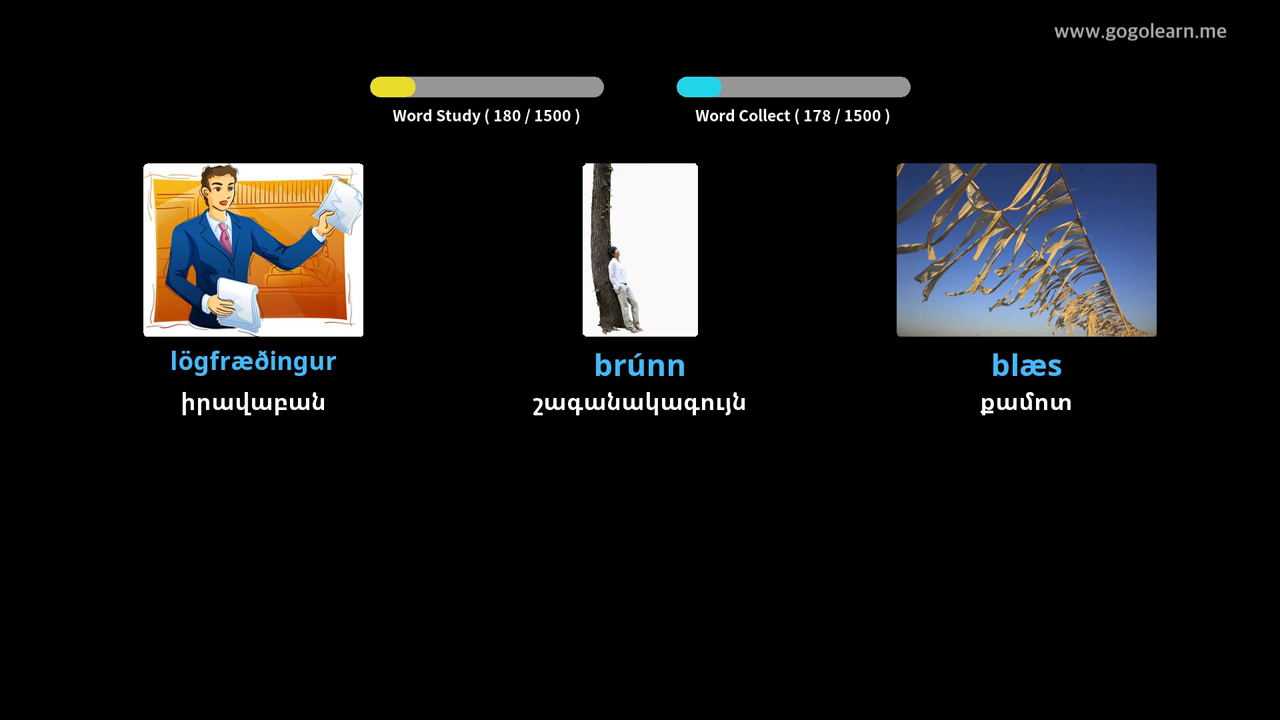 www.gogolearn.me
Word Study ( 180 / 1500 )
Word Collect ( 178 / 1500 )
lögfræðingur
brúnn
blæs
իրավաբան
շագանակագույն
քամոտ